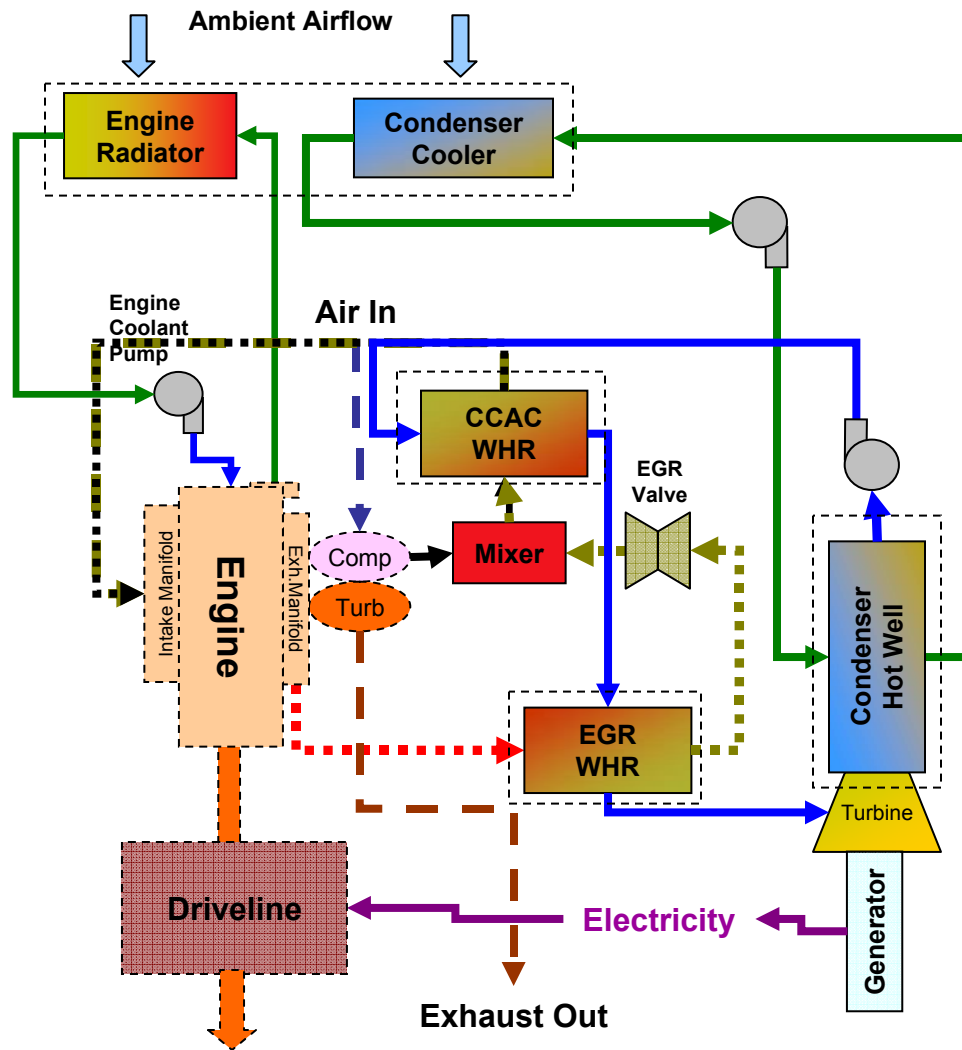 Ambient Airflow
Engine
Radiator
Condenser
Cooler
Engine
Coolant
Pump
Air In
CCAC
WHR
EGR
Valve
Intake Manifold
Engine
Exh.Manifold
Comp
Turb
Mixer
Condenser
Hot Well
EGR
WHR
Turbine
Driveline
Electricity
Generator
Exhaust Out